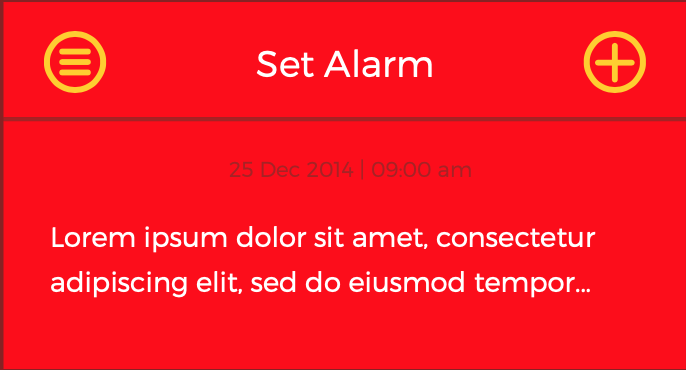 Set Alarm
25 Dec 2014 | 09:00 am
Lorem ipsum dolor sit amet, consectetur
adipiscing elit, sed do eiusmod tempor...